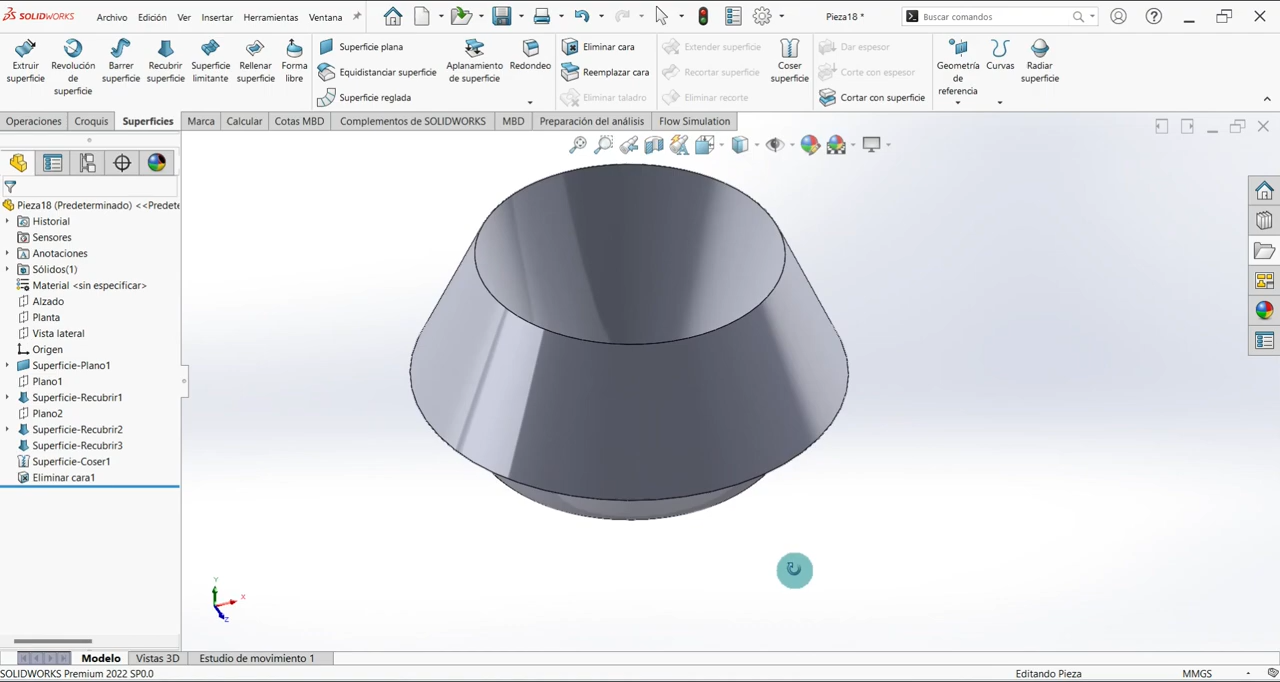 SOLIDWORKS Archivo Edición Ver Insertar Herramientas Ventana Pieza18 * Buscar comandos
Extruir superficie
Revolución de superficie
Barrer superficie
Recubrir superficie
Superficie limitante
Rellenar superficie
Forma libre
Superficie plana
Equidistanciar superficie
Superficie reglada
Aplanamiento de superficie
Redondeo
Eliminar cara
Reemplazar cara
Eliminar taladro
Extender superficie
Recortar superficie
Eliminar recorte
Coser superficie
Dar espesor
Corte con espesor
Cortar con superficie
Geometría de referencia
Curvas
Radiar superficie
Operaciones Croquis Superficies Marca Calcular Cotas MBD Complementos de SOLIDWORKS MBD Preparación del análisis Flow Simulation
Pieza18 (Predeterminado) <<Predete
Historial
Sensores
Anotaciones
Sólidos(1)
Material <sin especificar>
Alzado
Planta
Vista lateral
Origen
Superficie-Plano1
Plano1
Superficie-Recubrir1
Plano2
Superficie-Recubrir2
Superficie-Recubrir3
Superficie-Coser1
Eliminar cara1
Y
X
Z
Modelo Vistas 3D Estudio de movimiento 1
SOLIDWORKS Premium 2022 SP0.0 Editando Pieza MMGS